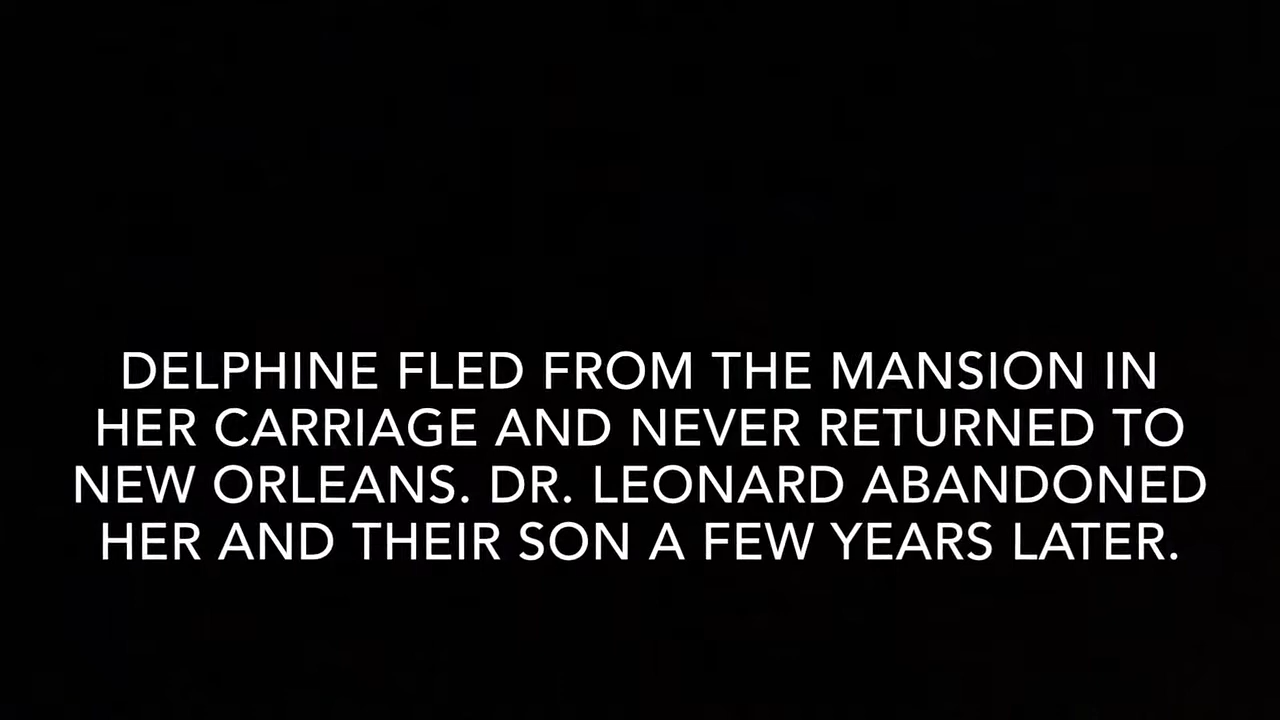 DELPHINE FLED FROM THE MANSION IN
HER CARRIAGE AND NEVER RETURNED TO
NEW ORLEANS. DR. LEONARD ABANDONED
HER AND THEIR SON A FEW YEARS LATER.